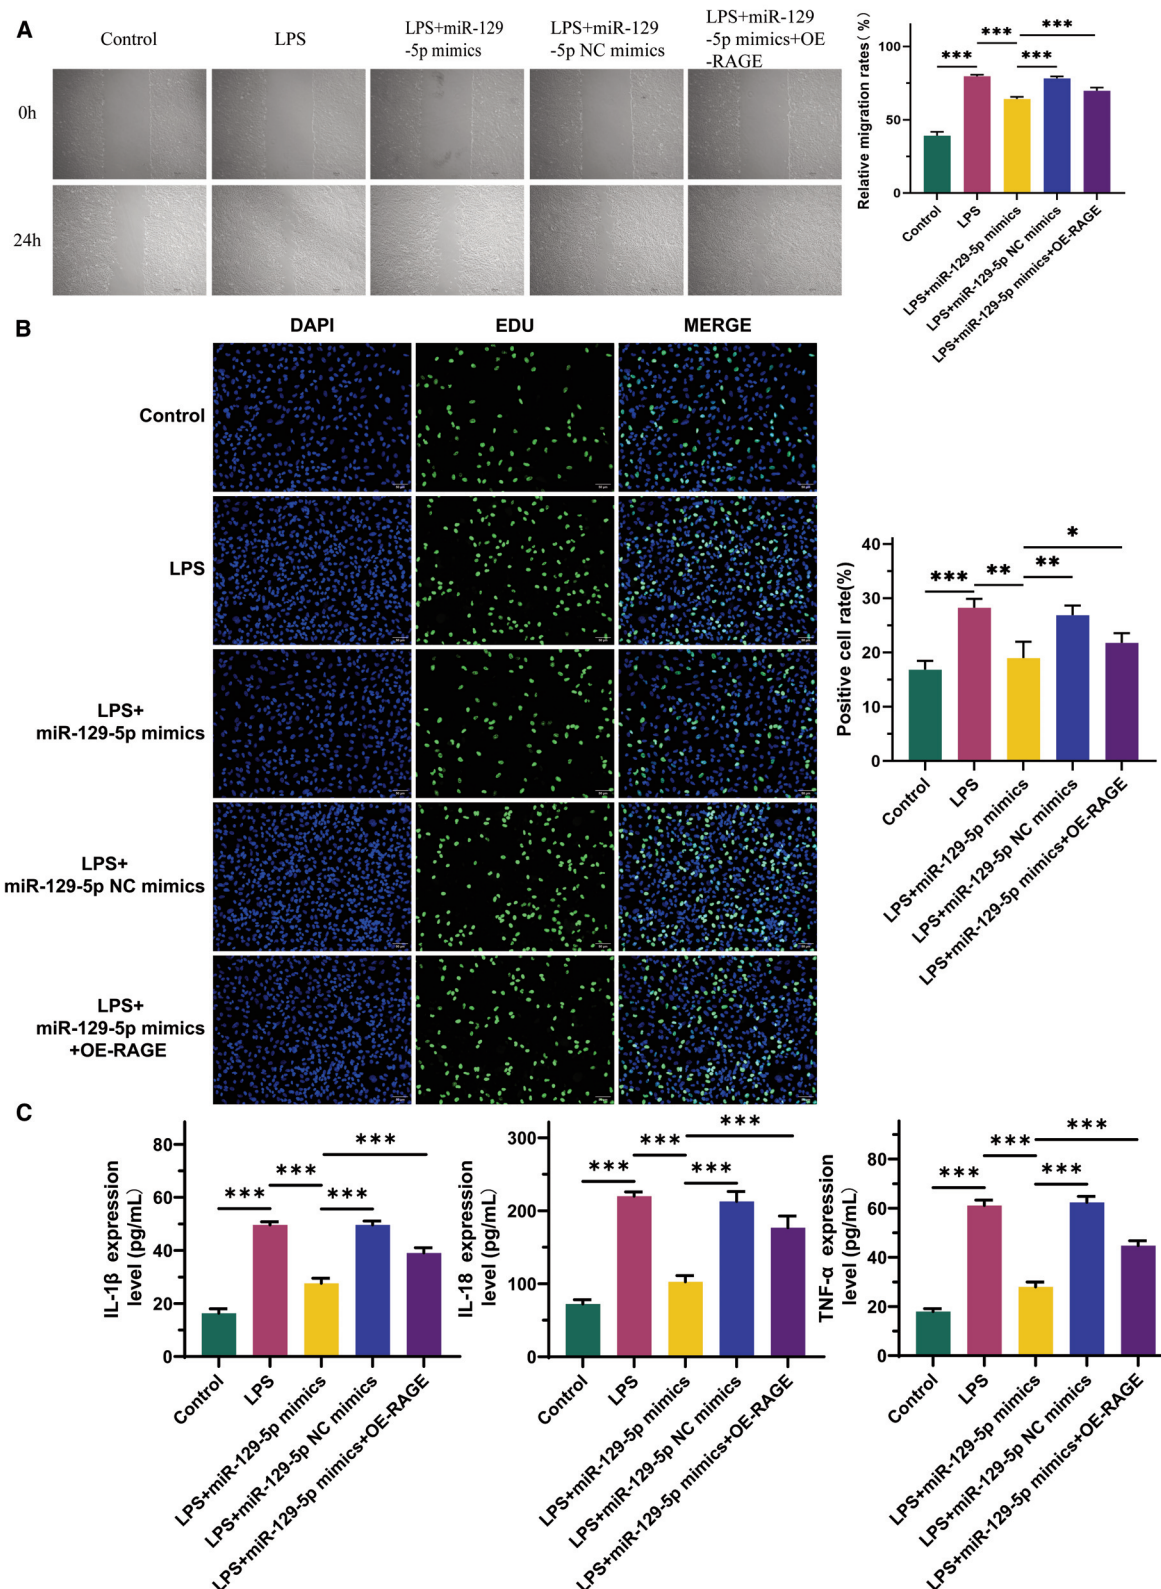 A
Control
LPS
LPS+miR-129
-5p mimics
LPS+miR-129
-5p NC mimics
LPS+miR-129
-5p mimics+OE
-RAGE
0h
24h
Relative migration rates( %)
100
50
0
***
***
***
***
Control
LPS
LPS+miR-129-5p mimics
LPS+miR-129-5p NC mimics
LPS+miR-129-5p mimics+OE-RAGE
B
DAPI
EDU
MERGE
Control
LPS
LPS+
miR-129-5p mimics
LPS+
miR-129-5p NC mimics
LPS+
miR-129-5p mimics
+OE-RAGE
Positive cell rate(%)
40
30
20
10
0
***
**
**
*
Control
LPS
LPS+miR-129-5p mimics
LPS+miR-129-5p NC mimics
LPS+miR-129-5p mimics+OE-RAGE
C
IL-1β expression
level (pg/mL)
80
60
40
20
0
***
***
***
***
Control
LPS
LPS+miR-129-5p mimics
LPS+miR-129-5p NC mimics
LPS+miR-129-5p mimics+OE-RAGE
IL-18 expression
level (pg/mL)
300
200
100
0
***
***
***
***
Control
LPS
LPS+miR-129-5p mimics
LPS+miR-129-5p NC mimics
LPS+miR-129-5p mimics+OE-RAGE
TNF-α expression
level (pg/mL)
80
60
40
20
0
***
***
***
***
Control
LPS
LPS+miR-129-5p mimics
LPS+miR-129-5p NC mimics
LPS+miR-129-5p mimics+OE-RAGE